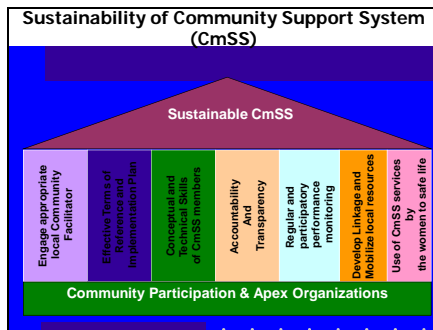 Sustainability of Community Support System
(CmSS)
Sustainable CmSS
Engage appropriate
local Community
Facilitator
Effective Terms of
Reference and
Implementation Plan
Conceptual and
Technical Skills
of CmSS members
Accountability
And
Transparency
Regular and
participatory
performance
monitoring
Develop Linkage and
Mobilize local resources
Use of CmSS services
by
the women to safe life
Community Participation & Apex Organizations